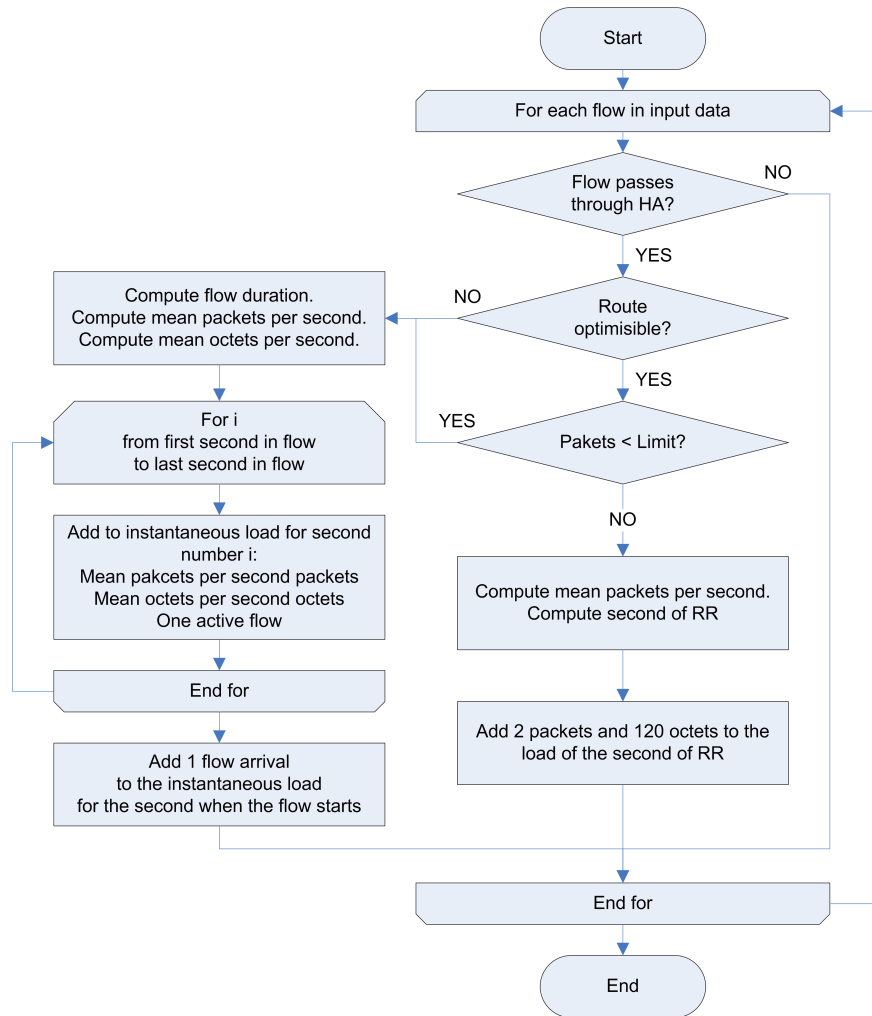 Start
For each flow in input data
Flow passes
through HA?
NO
YES
Route
optimisible?
NO
YES
Pakets < Limit?
YES
NO
Compute mean packets per second.
Compute second of RR
Add 2 packets and 120 octets to the
load of the second of RR
Compute flow duration.
Compute mean packets per second.
Compute mean octets per second.
For i
from first second in flow
to last second in flow
Add to instantaneous load for second
number i:
Mean pakcets per second packets
Mean octets per second octets
One active flow
End for
Add 1 flow arrival
to the instantaneous load
for the second when the flow starts
End for
End